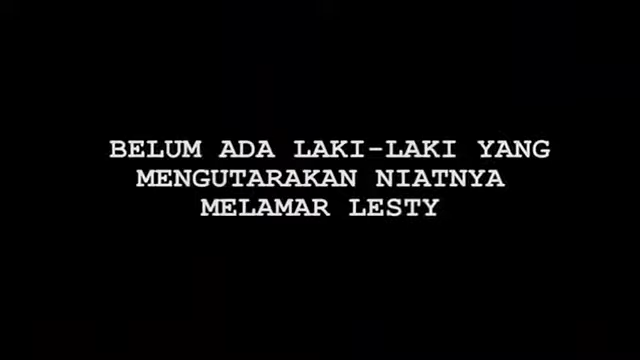 BELUM ADA LAKI-LAKI YANG
MENGUTARAKAN NIATNYA
MELAMAR LESTY